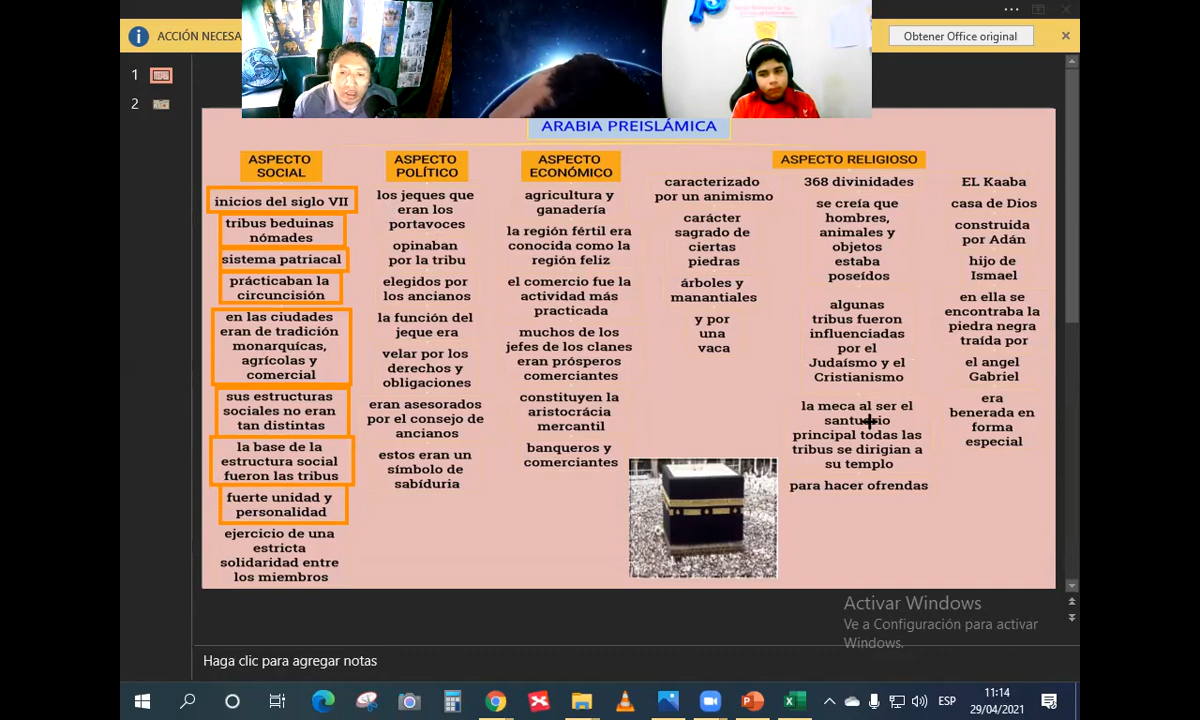 ACCIÓN NECESA
Obtener Office original
1
2
ARABIA PREISLÁMICA
ASPECTO
SOCIAL
inicios del siglo VII
tribus beduinas
nómades
sistema patriacal
prácticaban la
circuncisión
en las ciudades
eran de tradición
monarquícas,
agrícolas y
comercial
sus estructuras
sociales no eran
tan distintas
la base de la
estructura social
fueron las tribus
fuerte unidad y
personalidad
ejercicio de una
estricta
solidaridad entre
los miembros
ASPECTO
POLÍTICO
los jeques que
eran los
portavoces
opinaban
por la tribu
elegidos por
los ancianos
la función del
jeque era
velar por los
derechos y
obligaciones
eran asesorados
por el consejo de
ancianos
estos eran un
símbolo de
sabíduria
ASPECTO
ECONÓMICO
agricultura y
ganadería
la región fértil era
conocida como la
región feliz
el comercio fue la
actividad más
practicada
muchos de los
jefes de los clanes
eran prósperos
comerciantes
constituyen la
aristocrácia
mercantil
banqueros y
comerciantes
ASPECTO RELIGIOSO
caracterizado
por un animismo
carácter
sagrado de
ciertas
piedras
árboles y
manantiales
y por
una
vaca
368 divinidades
se creía que
hombres,
animales y
objetos
estaba
poseídos
algunas
tribus fueron
influenciadas
por el
Judaísmo y el
Cristianismo
la meca al ser el
santuario
principal todas las
tribus se dirigian a
su templo
para hacer ofrendas
EL Kaaba
casa de Dios
construida
por Adán
hijo de
Ismael
en ella se
encontraba la
piedra negra
traída por
el angel
Gabriel
era
benerada en
forma
especial
Activar Windows
Ve a Configuración para activar
Windows.
Haga clic para agregar notas
ESP
11:14
29/04/2021